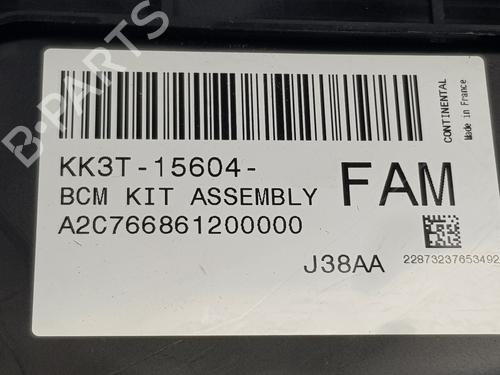 KK3T-15604-
BCM KIT ASSEMBLY
FAM
A2C766861200000
J38AA
22873237653492
CONTINENTAL
Made in France
B-PARTS